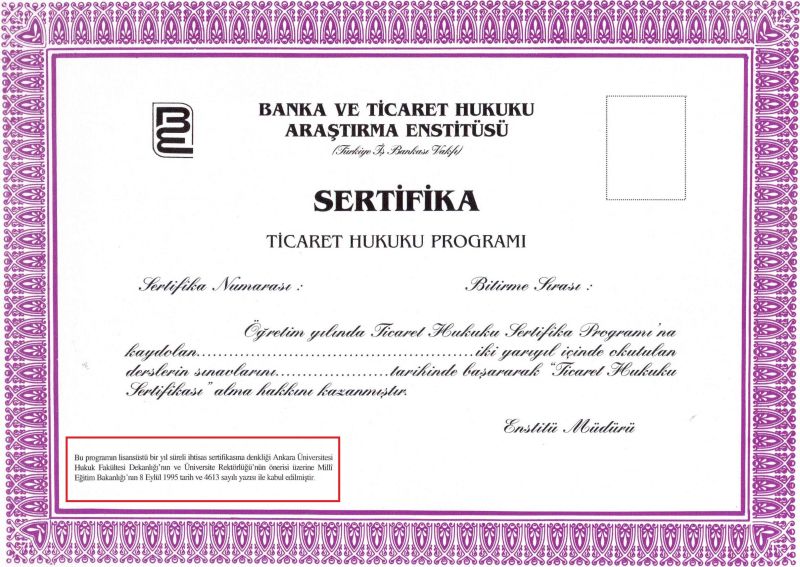 BE
BANKA VE TİCARET HUKUKU
ARAŞTIRMA ENSTİTÜSÜ
(Türkiye İş Bankası Vakfı)
SERTİFİKA
TİCARET HUKUKU PROGRAMI
Sertifika Numarası : Bitirme Sırası :
Öğretim yılında Ticaret Hukuku Sertifika Programı'na
kaydolan.................................................iki yarıyıl içinde okutulan
derslerin sınavlarını....................tarihinde başararak "Ticaret Hukuku
Sertifikası" alma hakkını kazanmıştır.
Enstitü Müdürü
Bu programın lisansüstü bir yıl süreli ihtisas sertifikasına denkliği Ankara Üniversitesi
Hukuk Fakültesi Dekanlığı'nın ve Üniversite Rektörlüğü'nün önerisi üzerine Millî
Eğitim Bakanlığı'nın 8 Eylül 1995 tarih ve 4613 sayılı yazısı ile kabul edilmiştir.